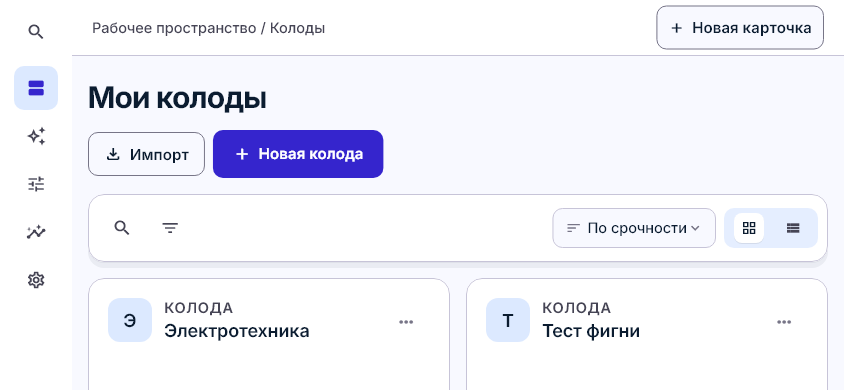 Рабочее пространство / Колоды
+ Новая карточка
Мои колоды
Импорт
+ Новая колода
По срочности
Э
КОЛОДА
Электротехника
Т
КОЛОДА
Тест фигни